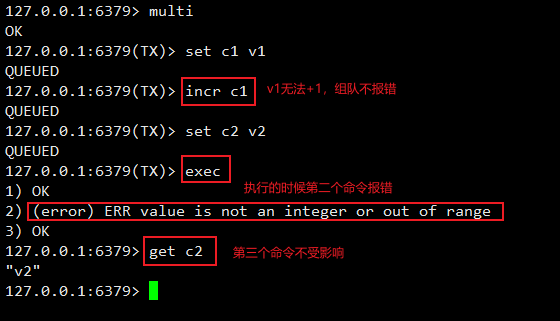 127.0.0.1:6379> multi
OK
127.0.0.1:6379(TX)> set c1 v1
QUEUED
127.0.0.1:6379(TX)> incr c1 v1无法+1，组队不报错
QUEUED
127.0.0.1:6379(TX)> set c2 v2
QUEUED
127.0.0.1:6379(TX)> exec
执行的时候第二个命令报错
1) OK
2) (error) ERR value is not an integer or out of range
3) OK
127.0.0.1:6379> get c2 第三个命令不受影响
"v2"
127.0.0.1:6379>